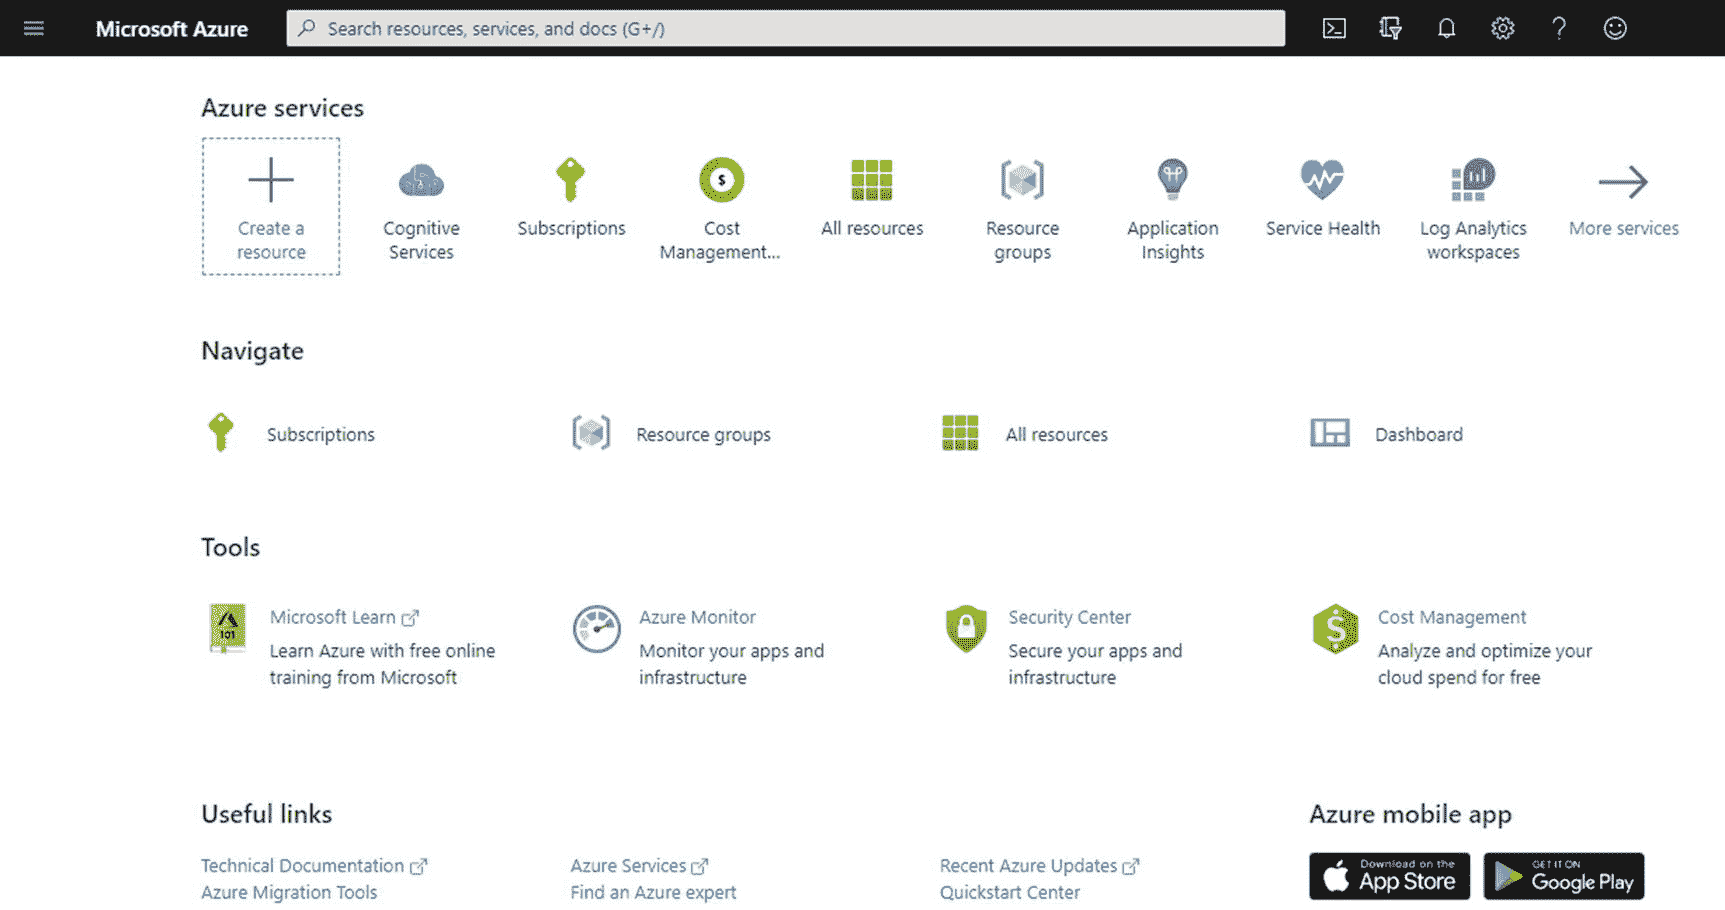 Microsoft Azure
Search resources, services, and docs (G+/)
Azure services
Create a
resource
Cognitive
Services
Subscriptions
$
Cost
Management...
All resources
Resource
groups
Application
Insights
Service Health
Log Analytics
workspaces
More services
Navigate
Subscriptions
Resource groups
All resources
Dashboard
Tools
101
Microsoft Learn
Learn Azure with free online
training from Microsoft
Azure Monitor
Monitor your apps and
infrastructure
Security Center
Secure your apps and
infrastructure
$
Cost Management
Analyze and optimize your
cloud spend for free
Useful links
Technical Documentation
Azure Migration Tools
Azure Services
Find an Azure expert
Recent Azure Updates
Quickstart Center
Azure mobile app
Download on the
App Store
GET IT ON
Google Play